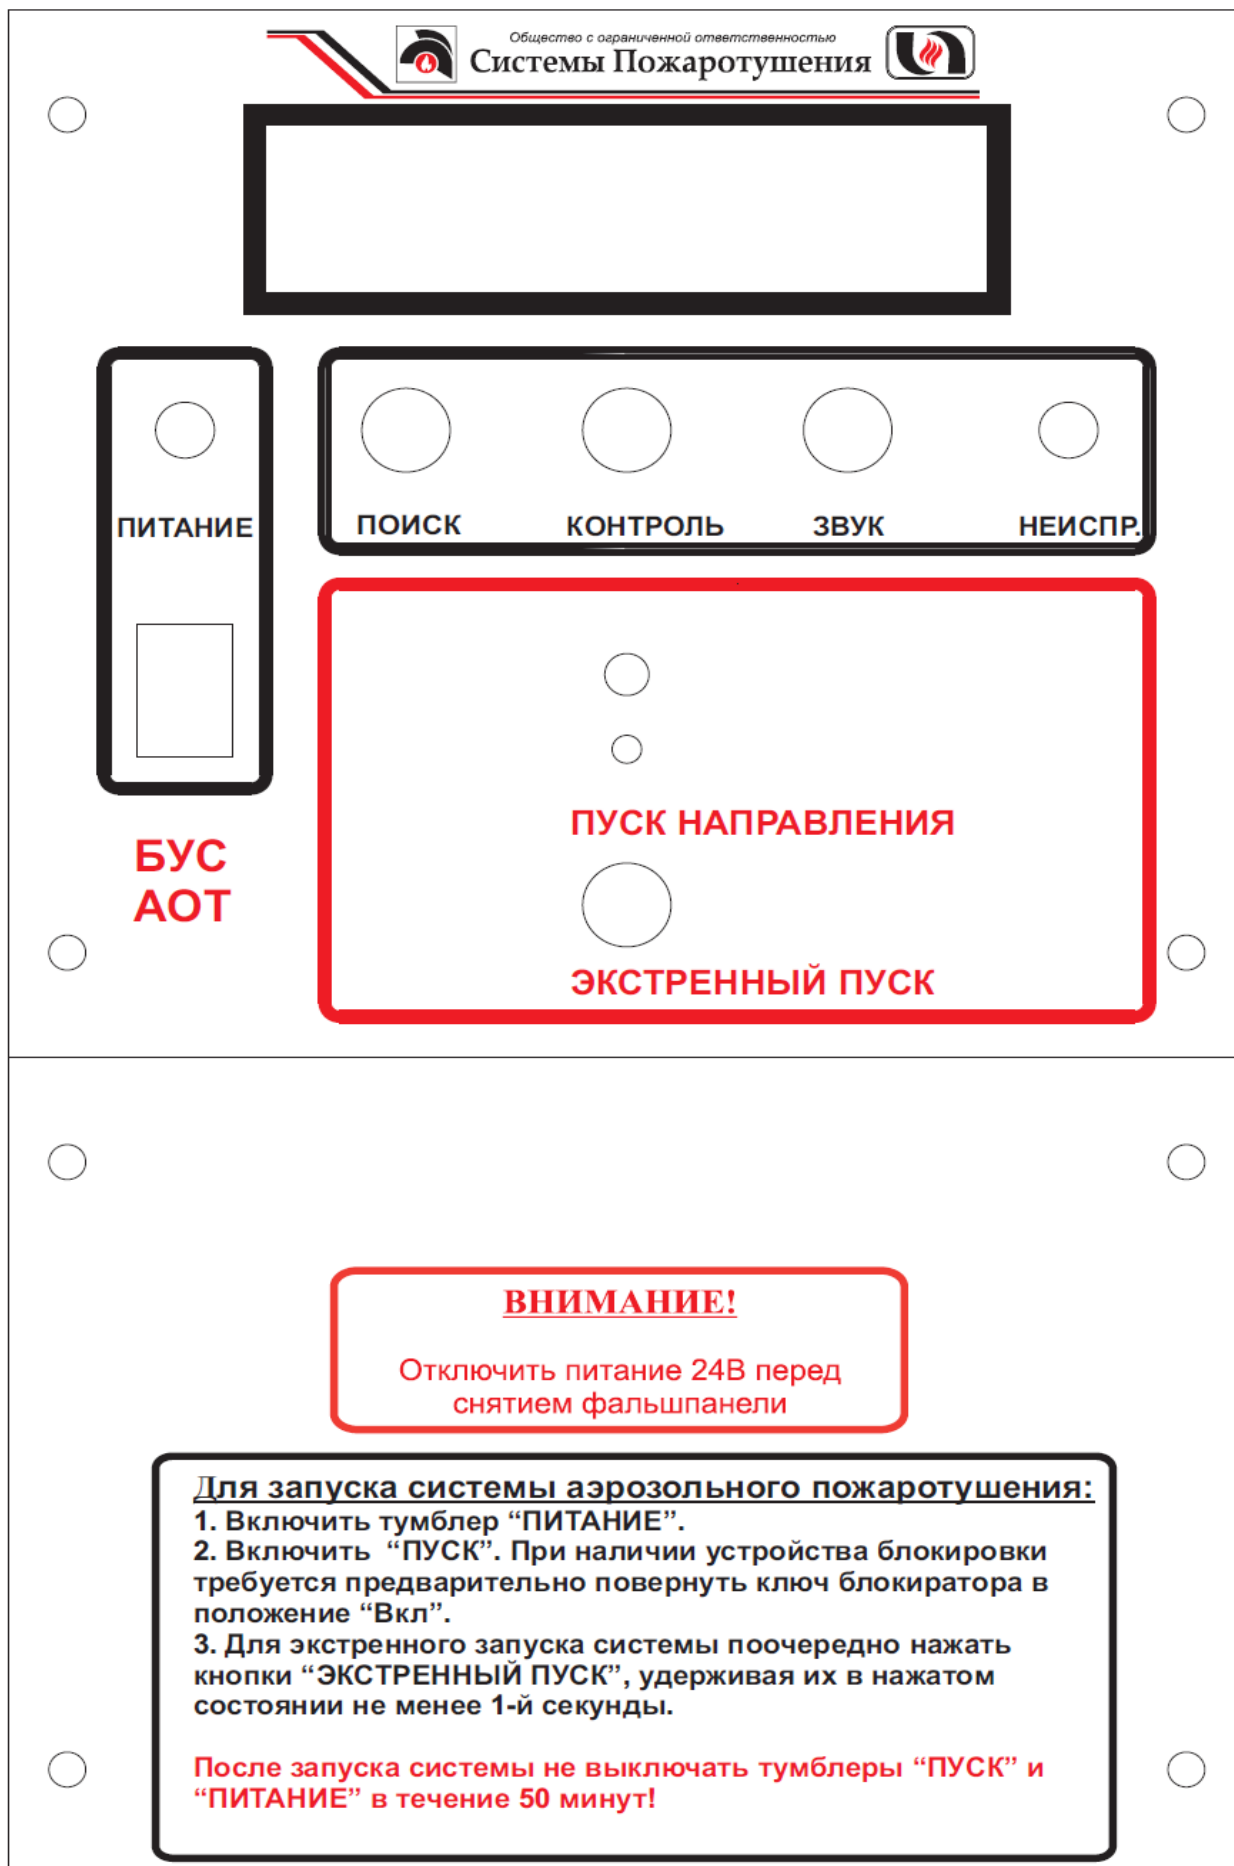 Общество с ограниченной ответственностью
Системы Пожаротушения
ПИТАНИЕ
ПОИСК КОНТРОЛЬ ЗВУК НЕИСПР.
ПУСК НАПРАВЛЕНИЯ
БУС
АОТ
ЭКСТРЕННЫЙ ПУСК
ВНИМАНИЕ!
Отключить питание 24В перед
снятием фальшпанели
Для запуска системы аэрозольного пожаротушения:
1. Включить тумблер “ПИТАНИЕ”.
2. Включить “ПУСК”. При наличии устройства блокировки
требуется предварительно повернуть ключ блокиратора в
положение “Вкл”.
3. Для экстренного запуска системы поочередно нажать
кнопки “ЭКСТРЕННЫЙ ПУСК”, удерживая их в нажатом
состоянии не менее 1-й секунды.
После запуска системы не выключать тумблеры “ПУСК” и
“ПИТАНИЕ” в течение 50 минут!